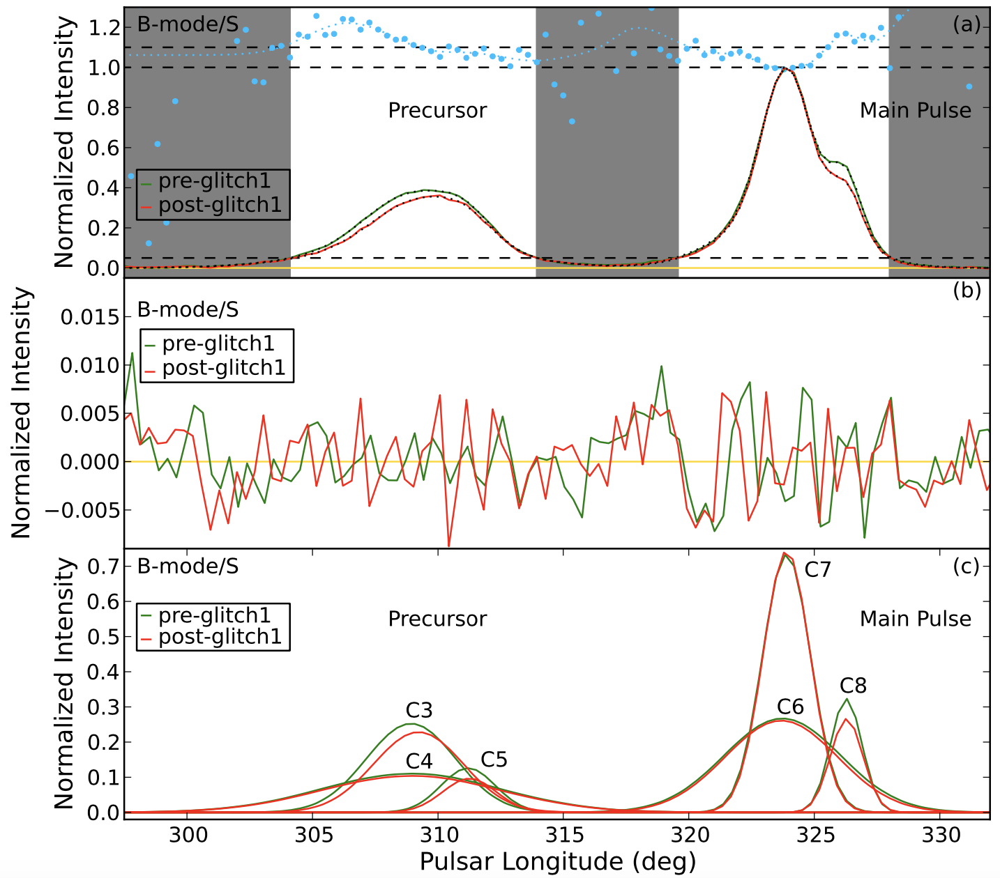 B-mode/S
(a)
Normalized Intensity
1.2
1.0
0.8
0.6
0.4
0.2
0.0
Precursor
Main Pulse
pre-glitch1
post-glitch1
B-mode/S
(b)
Normalized Intensity
0.015
0.010
0.005
0.000
−0.005
pre-glitch1
post-glitch1
B-mode/S
(c)
Normalized Intensity
0.7
0.6
0.5
0.4
0.3
0.2
0.1
0.0
pre-glitch1
post-glitch1
Precursor
Main Pulse
C7
C8
C3
C6
C4
C5
300 305 310 315 320 325 330
Pulsar Longitude (deg)